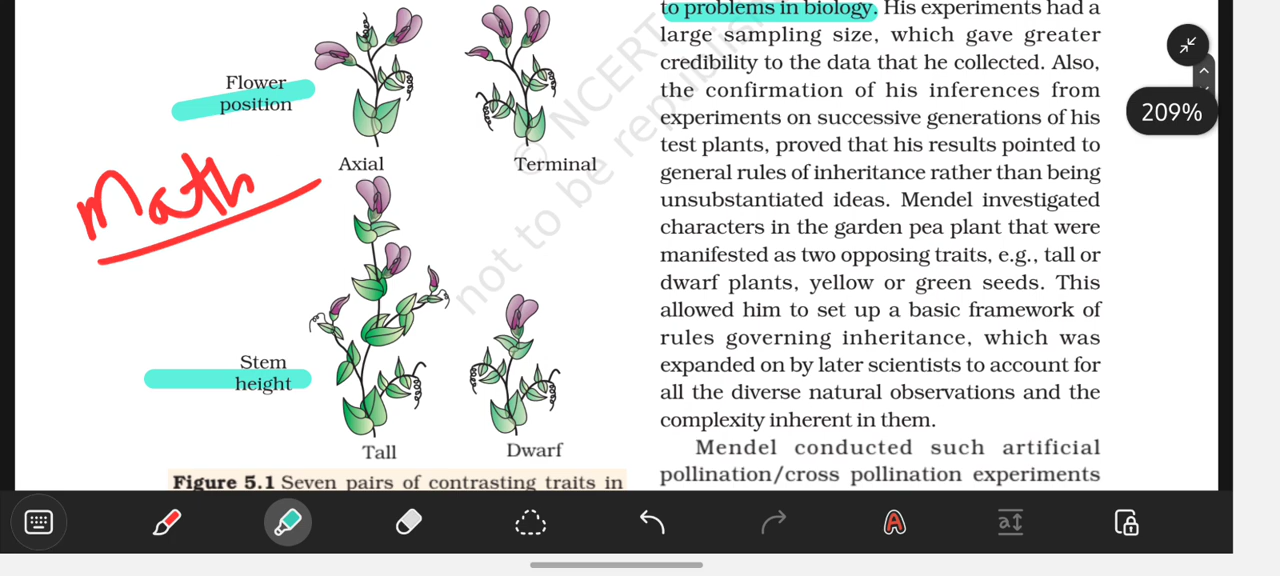 to problems in biology. His experiments had a
large sampling size, which gave greater
credibility to the data that he collected. Also,
the confirmation of his inferences from
experiments on successive generations of his
test plants, proved that his results pointed to
general rules of inheritance rather than being
unsubstantiated ideas. Mendel investigated
characters in the garden pea plant that were
manifested as two opposing traits, e.g., tall or
dwarf plants, yellow or green seeds. This
allowed him to set up a basic framework of
rules governing inheritance, which was
expanded on by later scientists to account for
all the diverse natural observations and the
complexity inherent in them.
Mendel conducted such artificial
pollination/cross pollination experiments
Flower
position
Axial
Terminal
Math
Stem
height
Tall
Dwarf
Figure 5.1 Seven pairs of contrasting traits in
© NCERT
not to be republish
209%
A
a